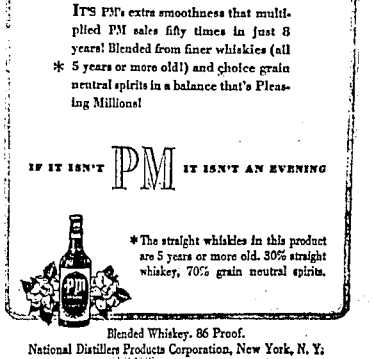 IT'S PM's extra smoothness that multi-
plied PM sales fifty times in just 8
years! Blended from finer whiskies (all
* 5 years or more old!) and choice grain
neutral spirits in a balance that's Pleas-
ing Millions!
IF IT ISN'T PM IT ISN'T AN EVENING
* The straight whiskies in this product
are 5 years or more old. 30% straight
whiskey, 70% grain neutral spirits.
PM
Blended Whiskey. 86 Proof.
National Distillers Products Corporation, New York, N. Y.